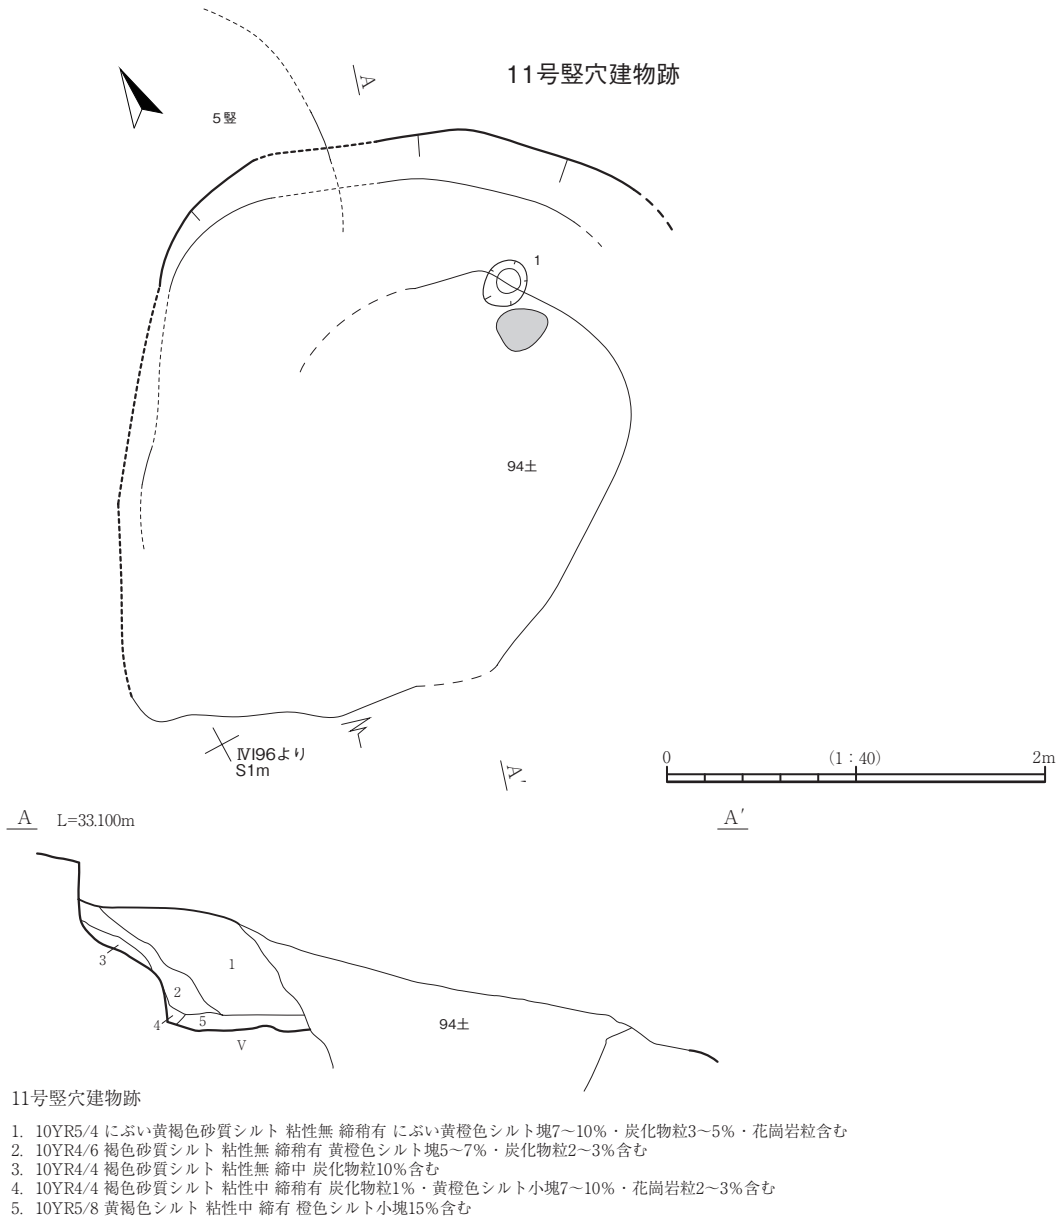 11号竪穴建物跡
A
5竪
1
94土
ⅣI96より
S1m
A'
0 (1：40) 2m
A L=33.100m A'
1
3
2
4 5
94土
V
11号竪穴建物跡
1. 10YR5/4 にぶい黄褐色砂質シルト 粘性無 締稍有 にぶい黄橙色シルト塊7～10%・炭化物粒3～5%・花崗岩粒含む
2. 10YR4/6 褐色砂質シルト 粘性無 締稍有 黄橙色シルト塊5～7%・炭化物粒2～3%含む
3. 10YR4/4 褐色砂質シルト 粘性無 締中 炭化物粒10%含む
4. 10YR4/4 褐色砂質シルト 粘性中 締稍有 炭化物粒1%・黄橙色シルト小塊7～10%・花崗岩粒2～3%含む
5. 10YR5/8 黄褐色シルト 粘性中 締有 橙色シルト小塊15%含む